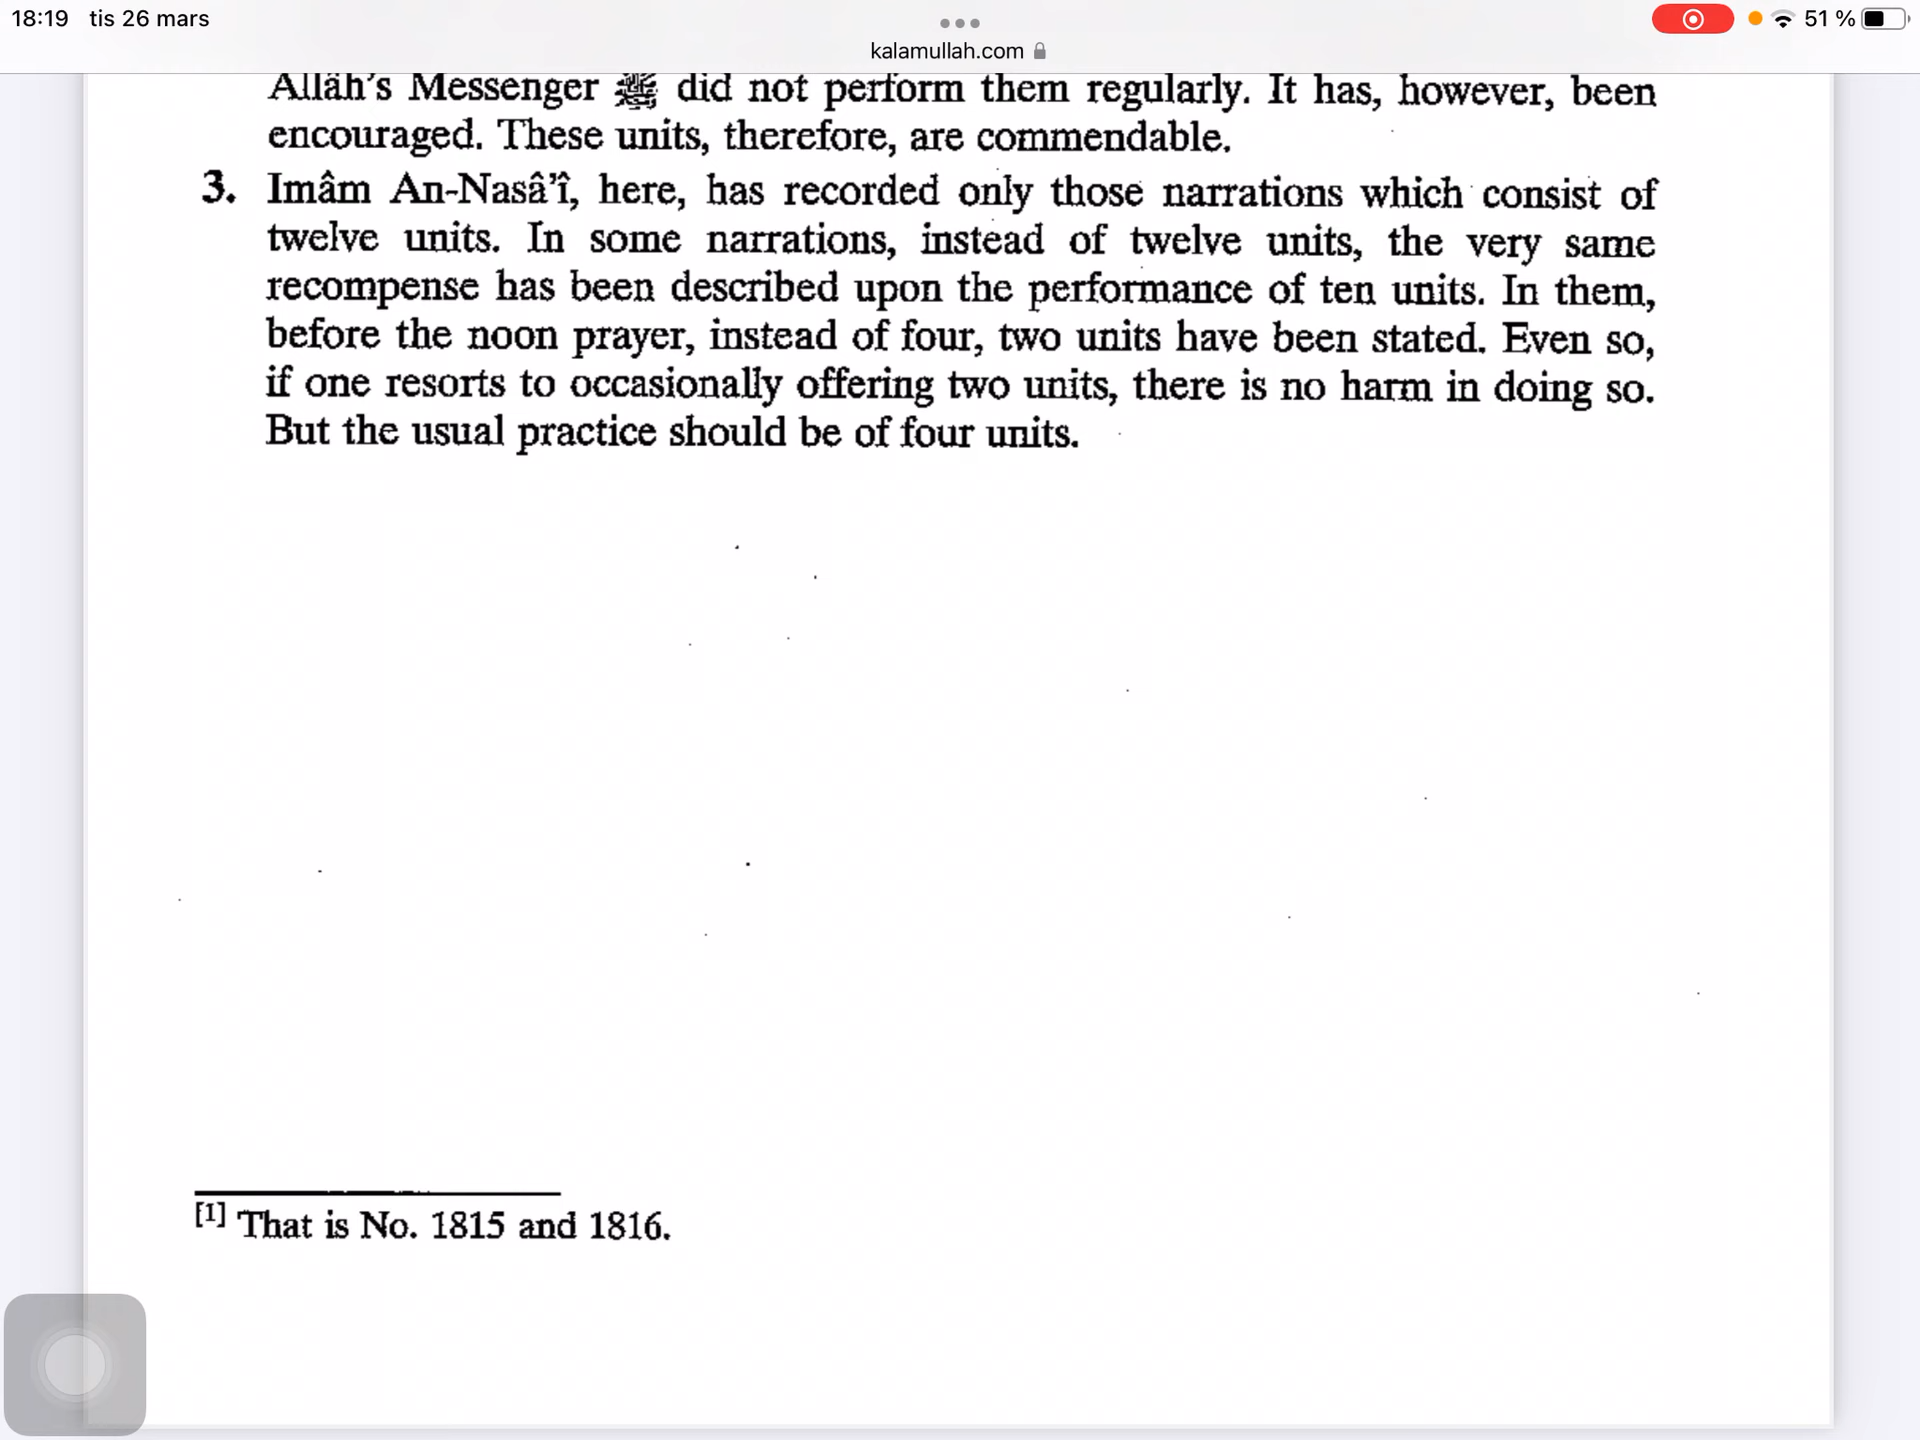 18:19 tis 26 mars
51 %
kalamullah.com
Allâh's Messenger ﷺ did not perform them regularly. It has, however, been
encouraged. These units, therefore, are commendable.
3. Imâm An-Nasâ'î, here, has recorded only those narrations which consist of
twelve units. In some narrations, instead of twelve units, the very same
recompense has been described upon the performance of ten units. In them,
before the noon prayer, instead of four, two units have been stated. Even so,
if one resorts to occasionally offering two units, there is no harm in doing so.
But the usual practice should be of four units.
[1] That is No. 1815 and 1816.